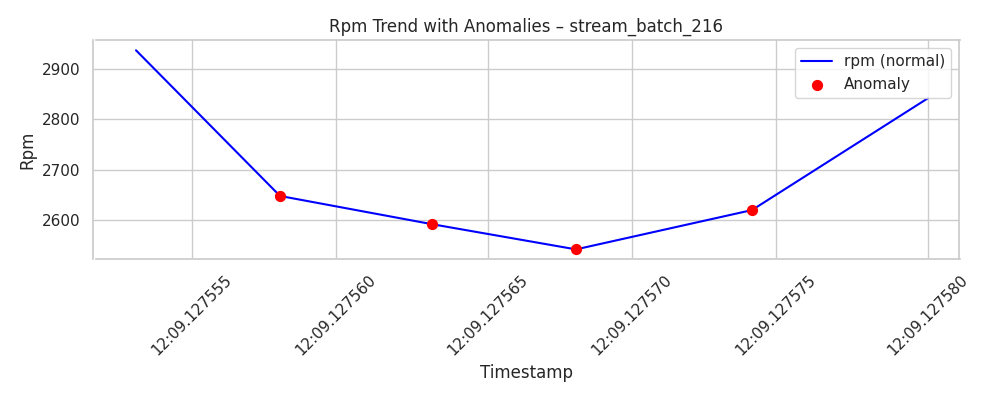 Rpm Trend with Anomalies – stream_batch_216
rpm (normal)
Anomaly
Rpm
2900
2800
2700
2600
12:09.127555
12:09.127560
12:09.127565
12:09.127570
12:09.127575
12:09.127580
Timestamp